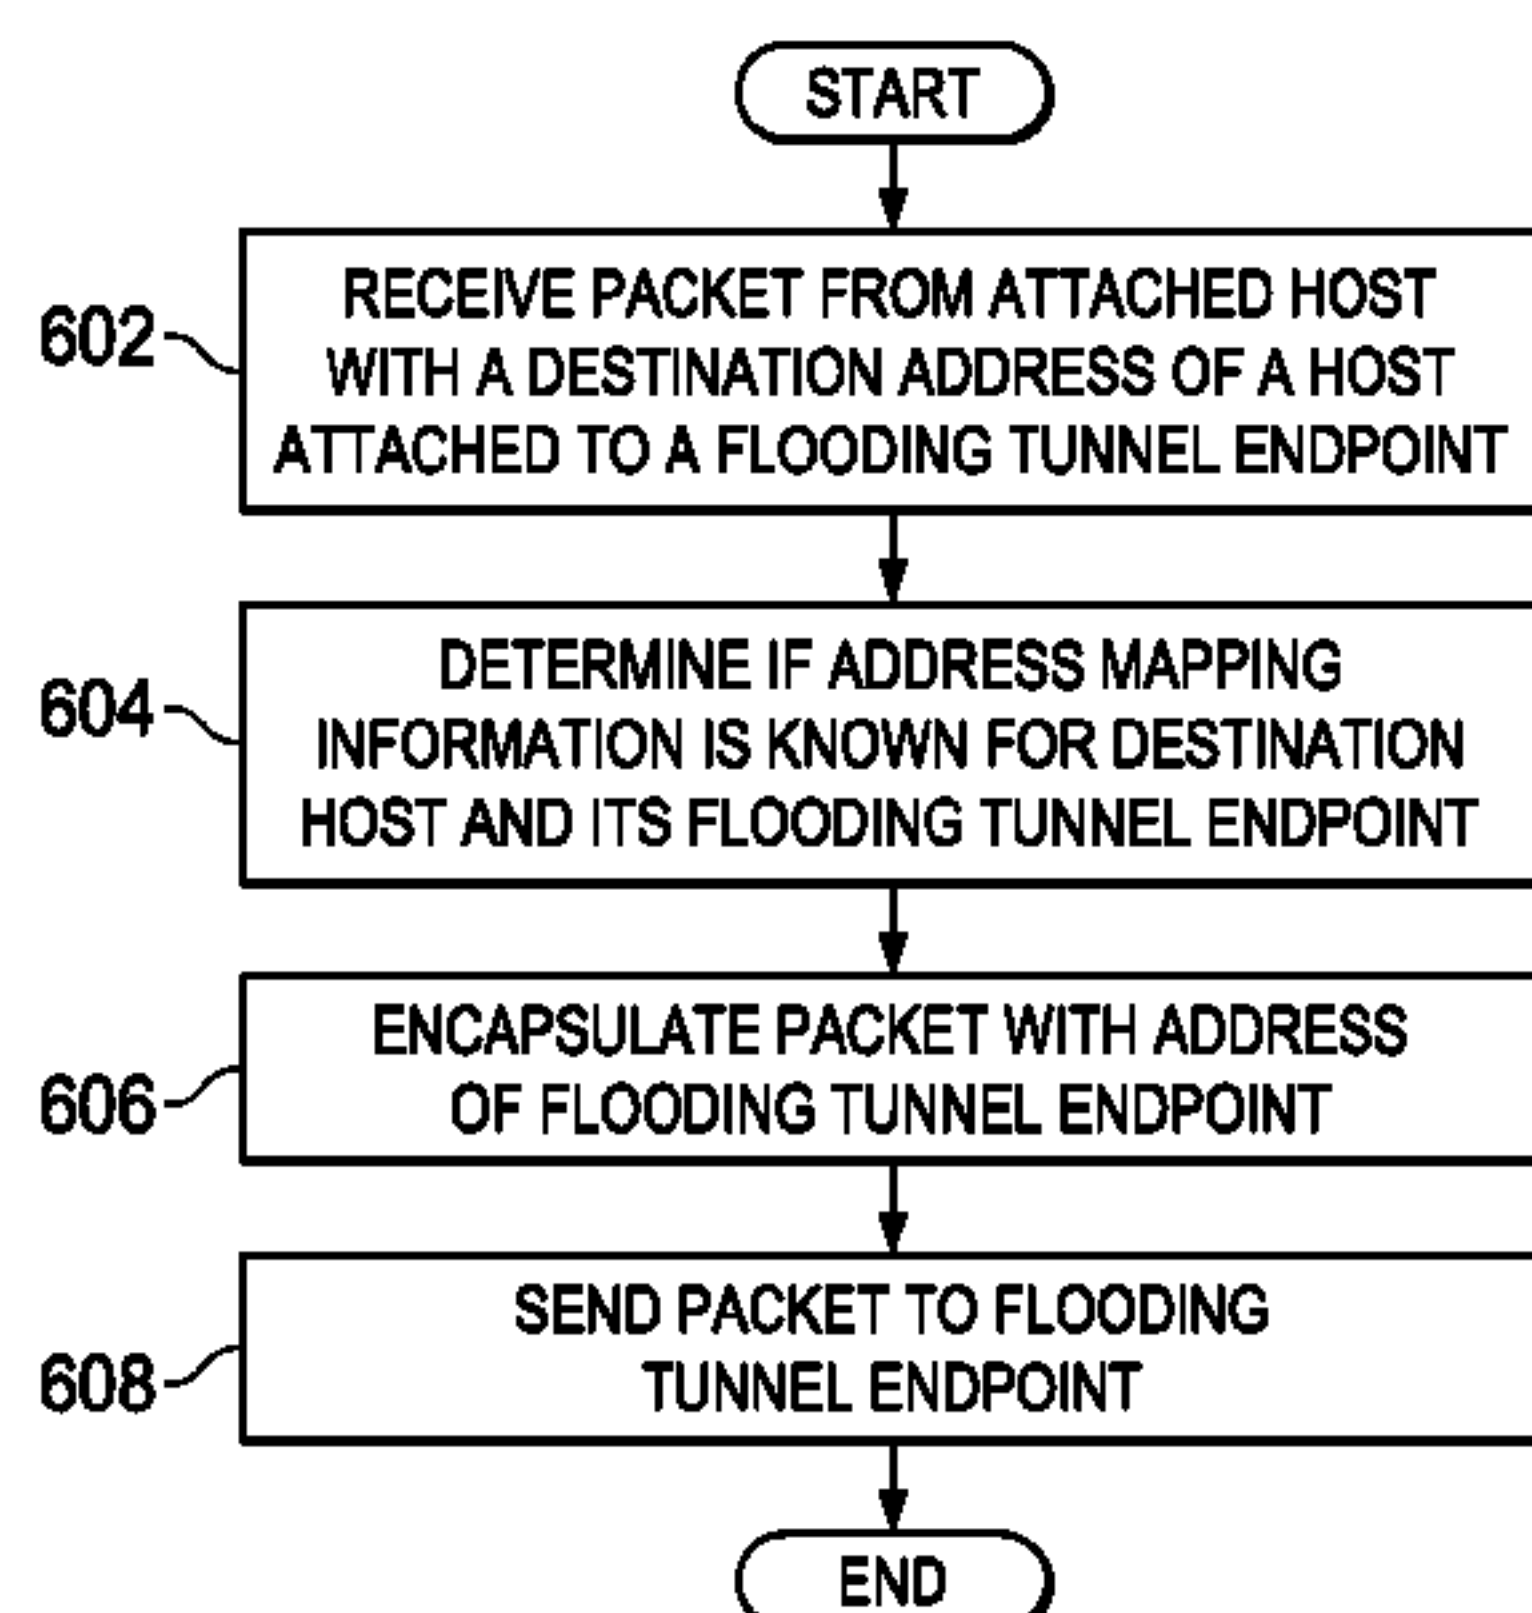 START
602
RECEIVE PACKET FROM ATTACHED HOST
WITH A DESTINATION ADDRESS OF A HOST
ATTACHED TO A FLOODING TUNNEL ENDPOINT
604
DETERMINE IF ADDRESS MAPPING
INFORMATION IS KNOWN FOR DESTINATION
HOST AND ITS FLOODING TUNNEL ENDPOINT
606
ENCAPSULATE PACKET WITH ADDRESS
OF FLOODING TUNNEL ENDPOINT
608
SEND PACKET TO FLOODING
TUNNEL ENDPOINT
END